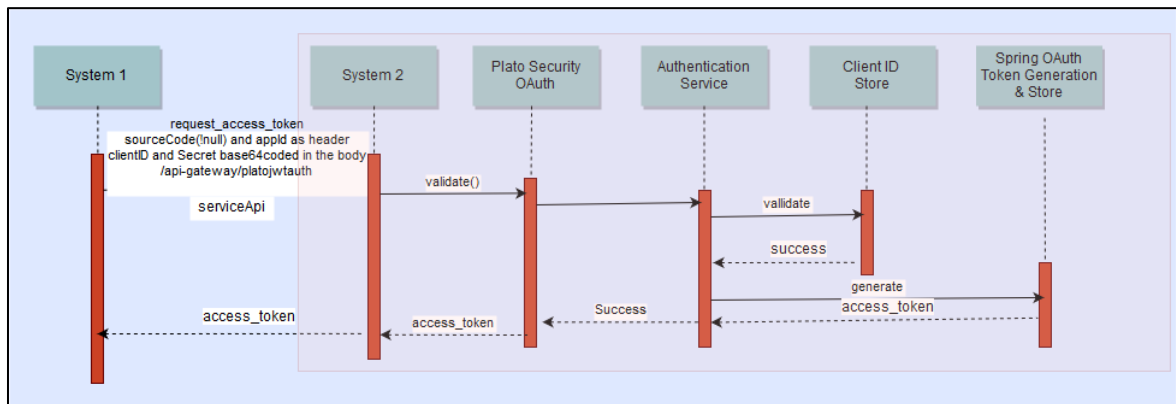 System 1
System 2
Plato Security
OAuth
Authentication
Service
Client ID
Store
Spring OAuth
Token Generation
& Store
request_access_token
sourceCode(!null) and appId as header
clientID and Secret base64coded in the body
/api-gateway/platojwtauth
serviceApi
validate()
vallidate
success
generate
access_token
Success
access_token
access_token